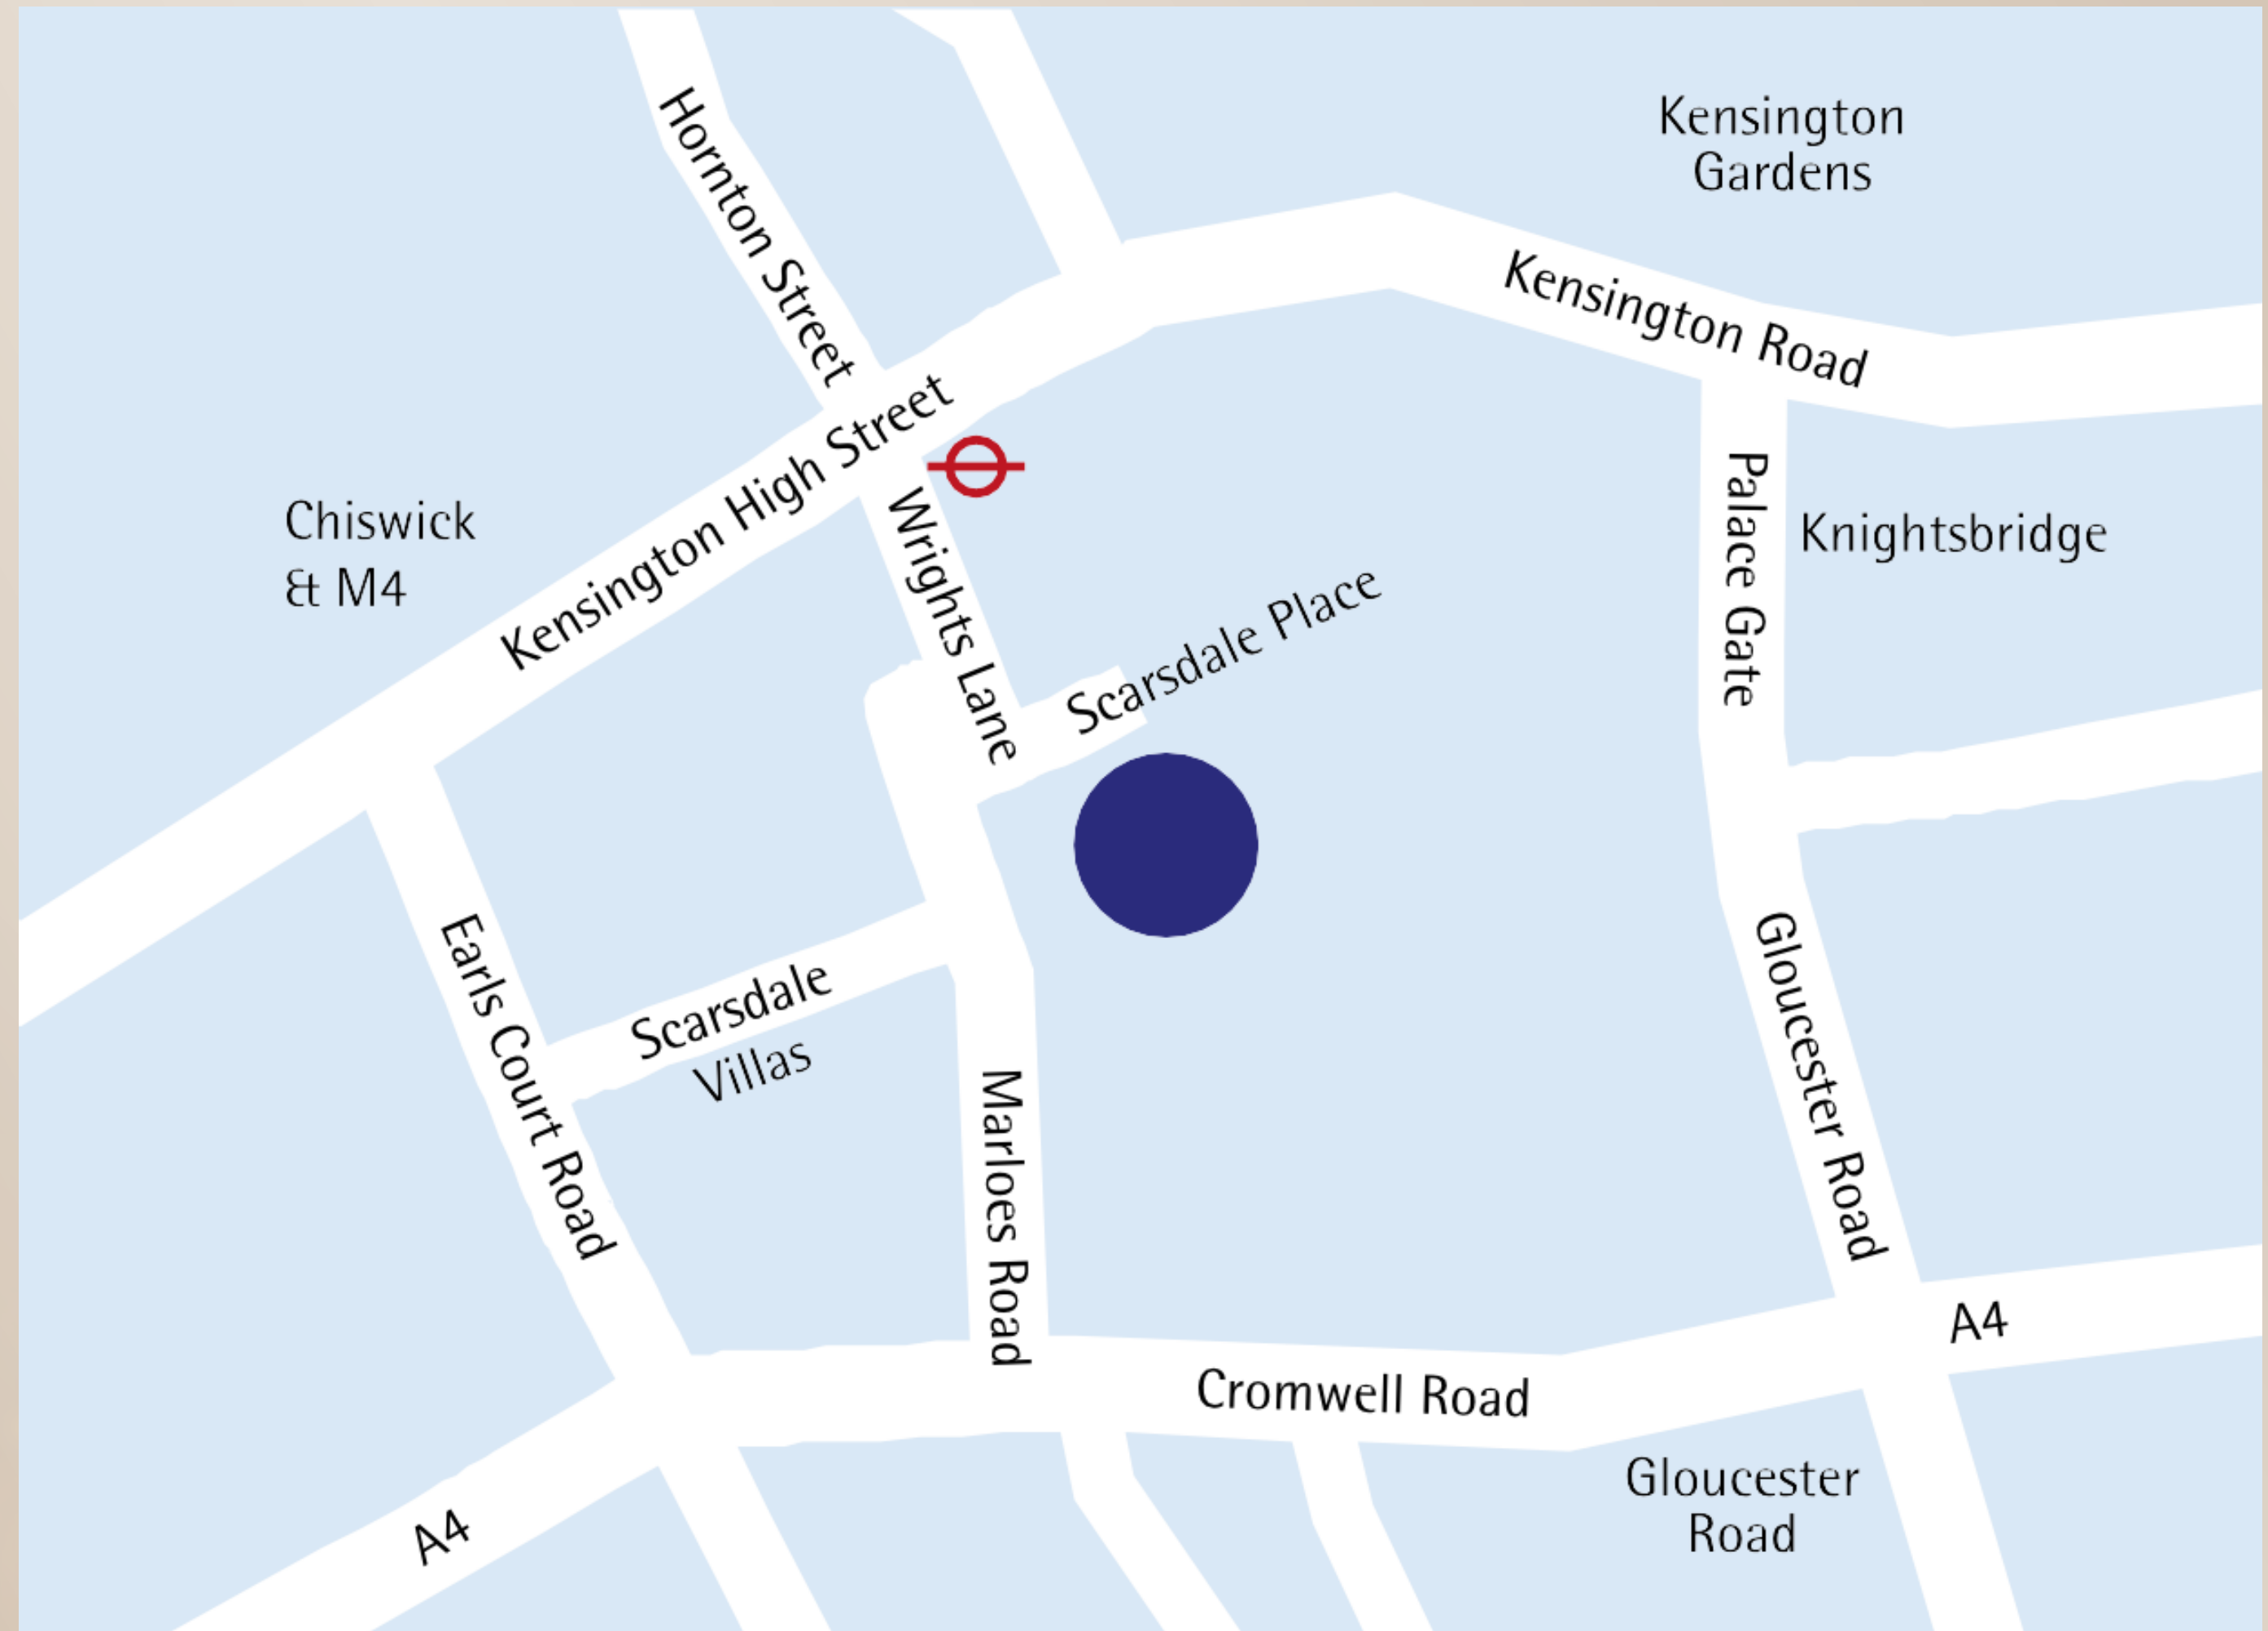 Hornton Street
Kensington
Gardens
Kensington Road
Kensington High Street
Chiswick
& M4
Wrights Lane
Palace Gate
Knightsbridge
Scarsdale Place
Earls Court Road
Scarsdale
Villas
Gloucester Road
Marloes Road
A4
Cromwell Road
Gloucester
Road
A4